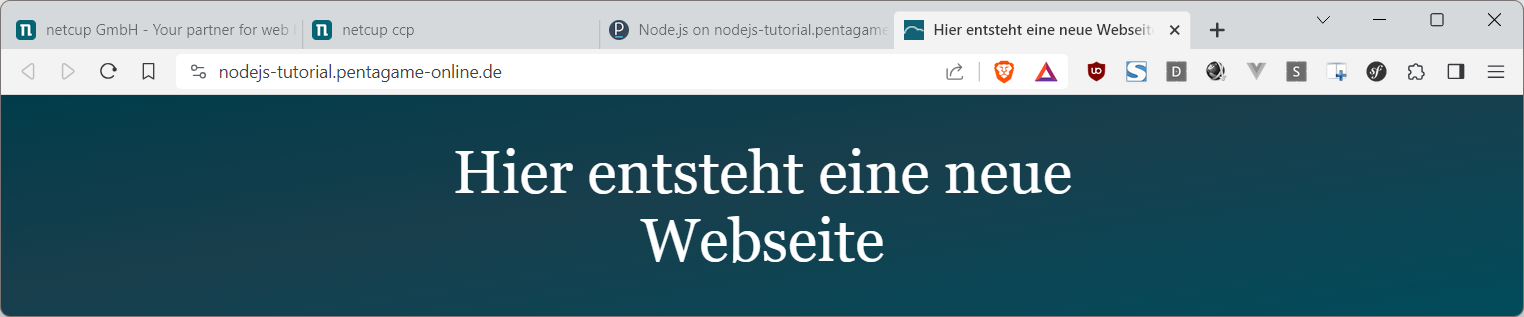 netcup GmbH - Your partner for web
netcup ccp
Node.js on nodejs-tutorial.pentagame
Hier entsteht eine neue Webseite
nodejs-tutorial.pentagame-online.de
D
S
sf
Hier entsteht eine neue
Webseite